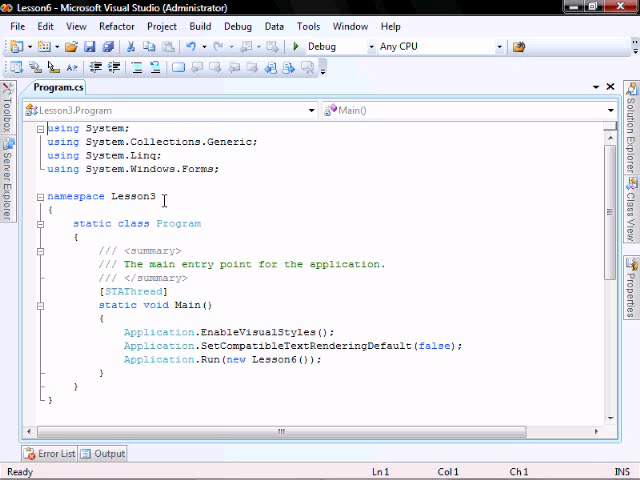 Lesson6 - Microsoft Visual Studio (Administrator)
File Edit View Refactor Project Build Debug Data Tools Test Window Help
Debug Any CPU
Program.cs
Lesson3.Program Main()
using System;
using System.Collections.Generic;
using System.Linq;
using System.Windows.Forms;
namespace Lesson3
{
static class Program
{
/// <summary>
/// The main entry point for the application.
/// </summary>
[STAThread]
static void Main()
{
Application.EnableVisualStyles();
Application.SetCompatibleTextRenderingDefault(false);
Application.Run(new Lesson6());
}
}
}
Toolbox
Server Explorer
Solution Explorer
Class View
Properties
Error List Output
Ready Ln 1 Col 1 Ch 1 INS